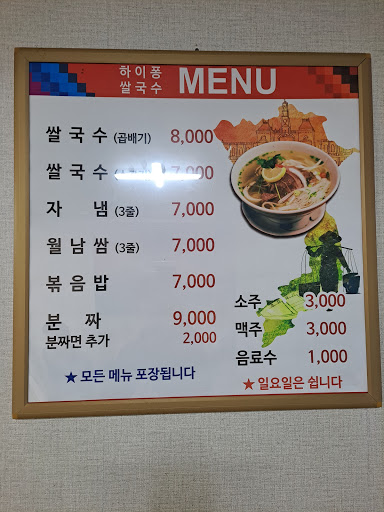 하이퐁
쌀국수 MENU
쌀국수 (곱배기) 8,000
쌀국수 7,000
자 냄 (3줄) 7,000
월남쌈 (3줄) 7,000
볶음밥 7,000
분 짜 9,000
분짜면 추가 2,000
소주 3,000
맥주 3,000
음료수 1,000
★ 모든 메뉴 포장됩니다
★ 일요일은 쉽니다